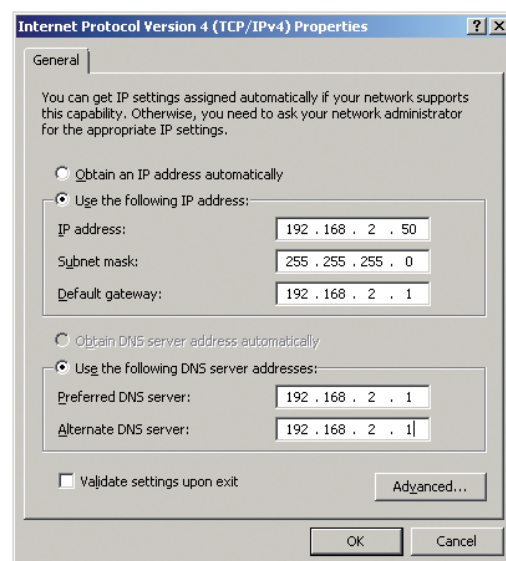 Internet Protocol Version 4 (TCP/IPv4) Properties
? X
General
You can get IP settings assigned automatically if your network supports
this capability. Otherwise, you need to ask your network administrator
for the appropriate IP settings.
Obtain an IP address automatically
Use the following IP address:
IP address: 192 . 168 . 2 . 50
Subnet mask: 255 . 255 . 255 . 0
Default gateway: 192 . 168 . 2 . 1
Obtain DNS server address automatically
Use the following DNS server addresses:
Preferred DNS server: 192 . 168 . 2 . 1
Alternate DNS server: 192 . 168 . 2 . 1
Validate settings upon exit
Advanced...
OK Cancel